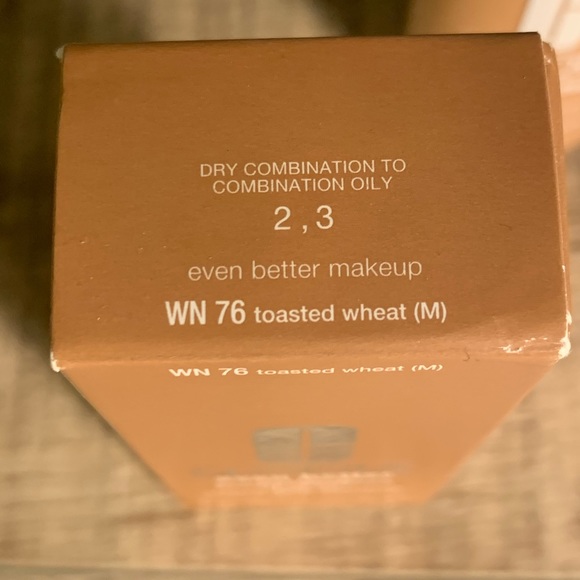 DRY COMBINATION TO
COMBINATION OILY
2 , 3
even better makeup
WN 76 toasted wheat (M)
WN 76 toasted wheat (M)